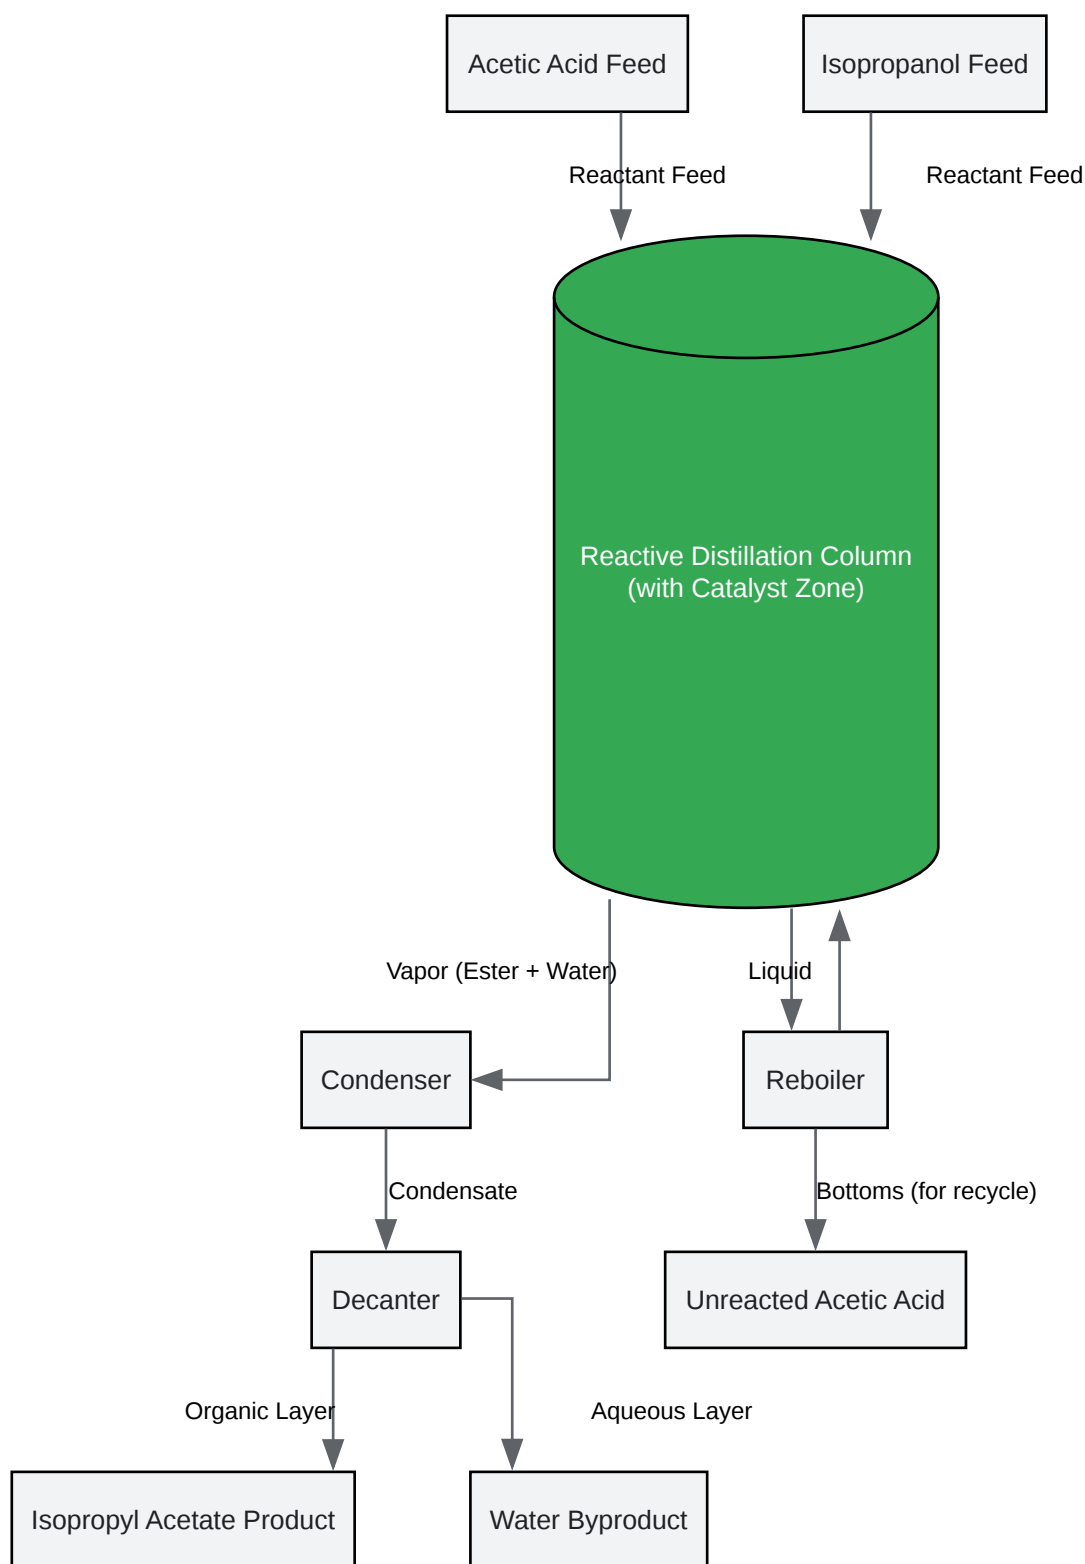 Acetic Acid Feed
Isopropanol Feed
Reactant Feed
Reactant Feed
Reactive Distillation Column
(with Catalyst Zone)
Vapor (Ester + Water)
Liquid
Condenser
Reboiler
Condensate
Bottoms (for recycle)
Decanter
Unreacted Acetic Acid
Organic Layer
Aqueous Layer
Isopropyl Acetate Product
Water Byproduct